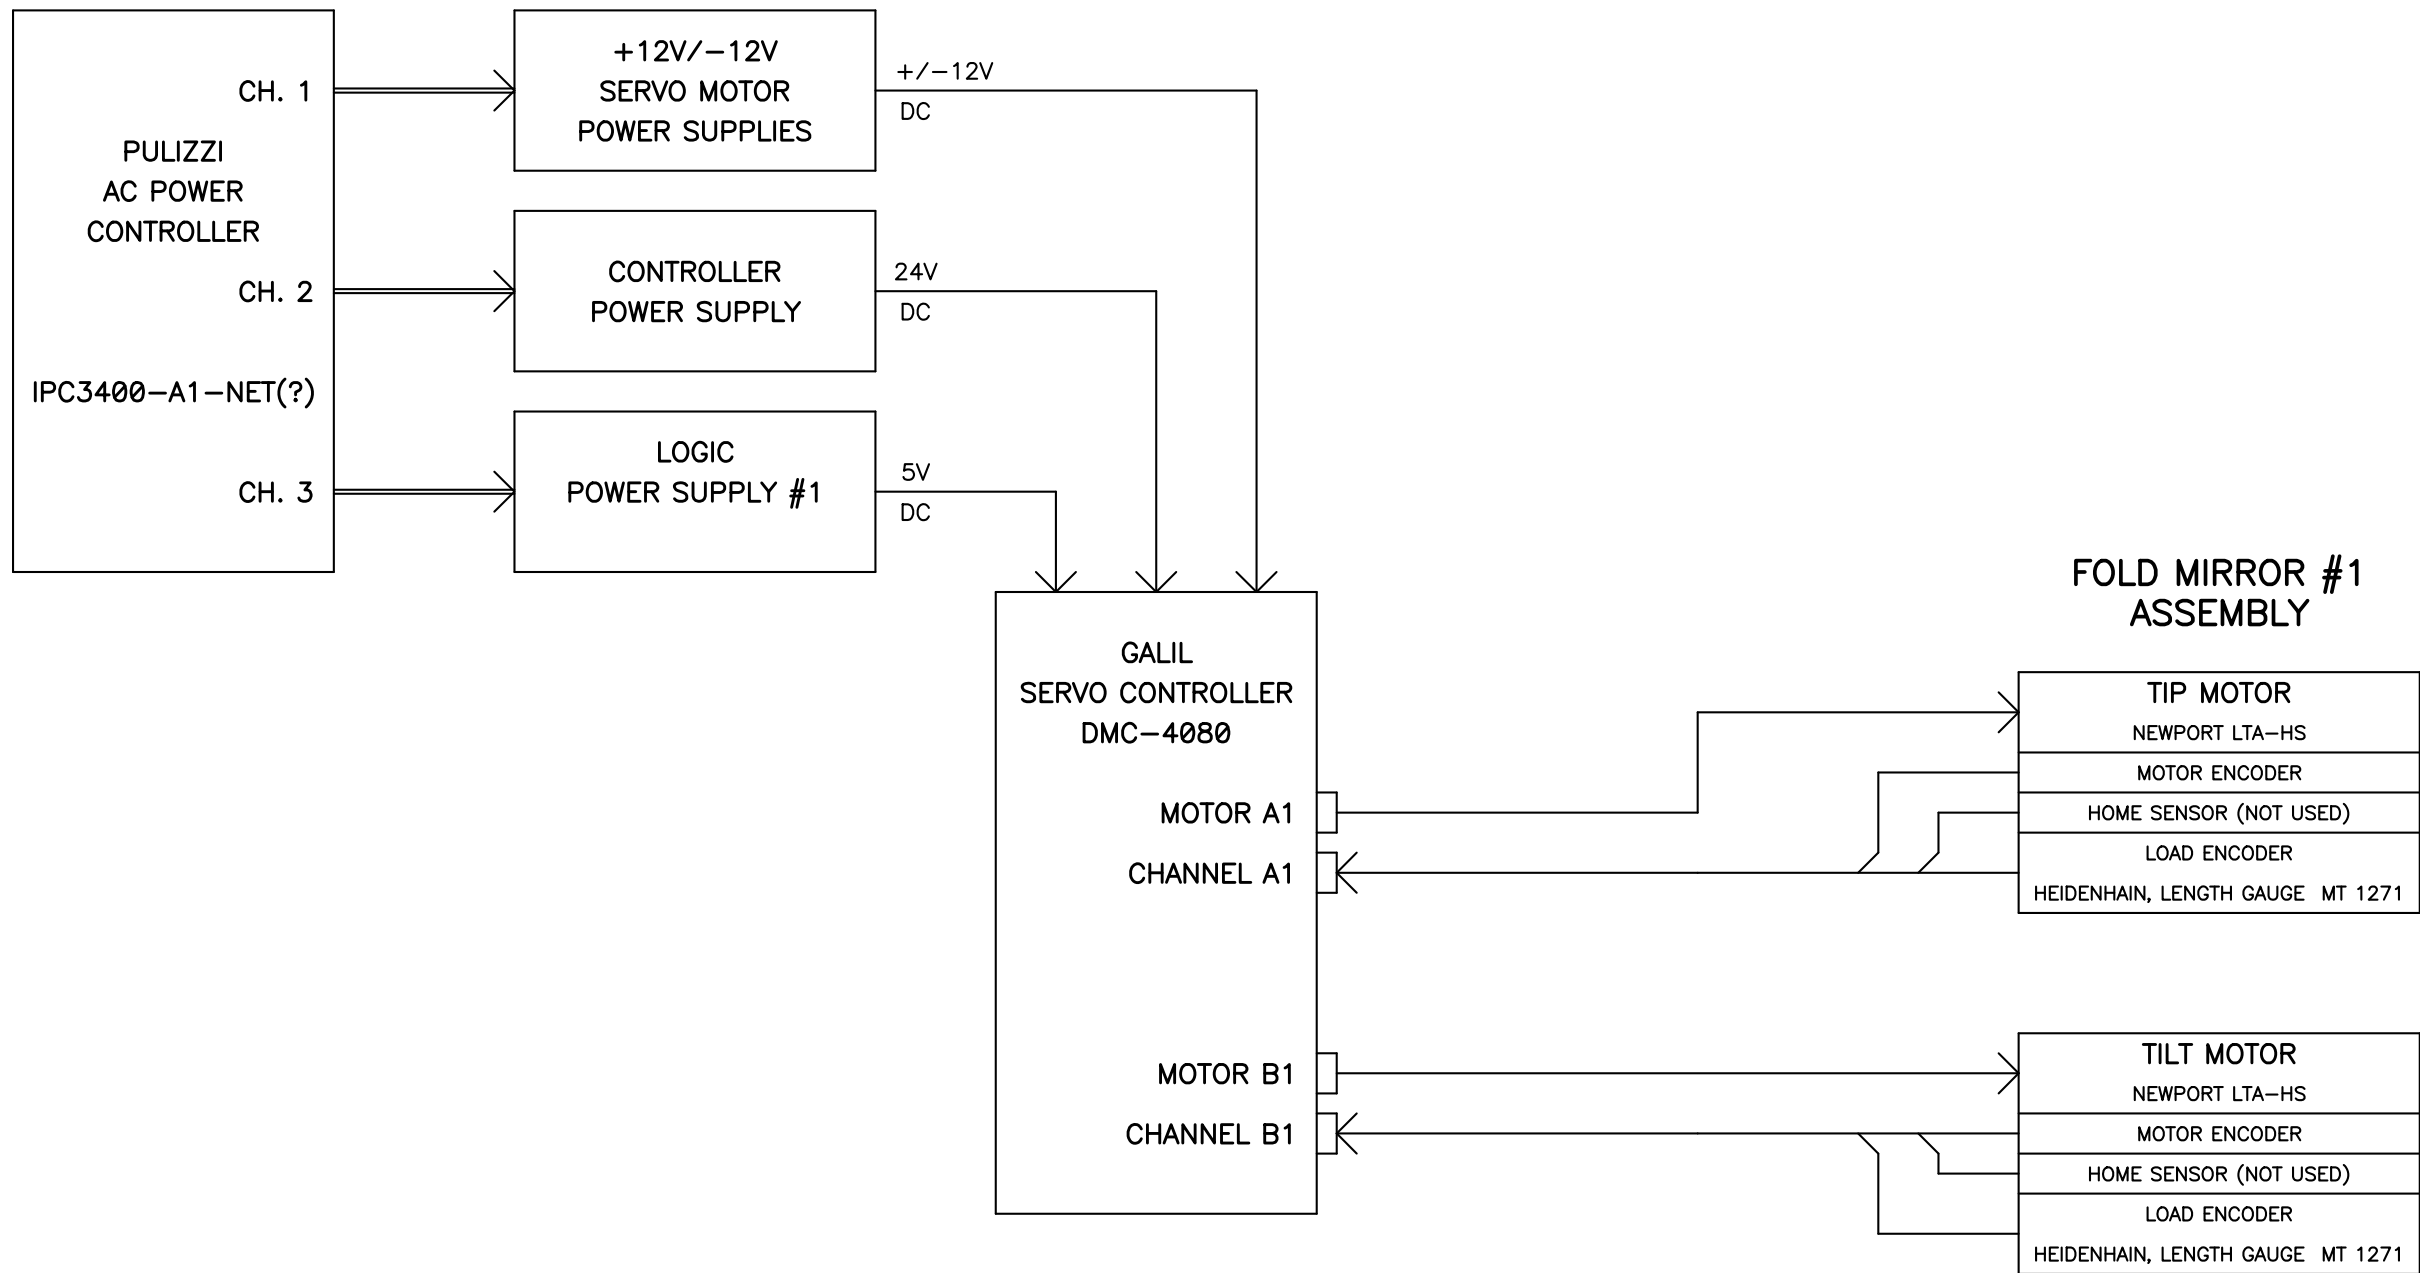 CH. 1
PULIZZI
AC POWER
CONTROLLER
CH. 2
IPC3400-A1-NET(?)
CH. 3
+12V/-12V
SERVO MOTOR
POWER SUPPLIES
+/-12V
DC
CONTROLLER
POWER SUPPLY
24V
DC
LOGIC
POWER SUPPLY #1
5V
DC
GALIL
SERVO CONTROLLER
DMC-4080
MOTOR A1
CHANNEL A1
MOTOR B1
CHANNEL B1
FOLD MIRROR #1
ASSEMBLY
TIP MOTOR
NEWPORT LTA-HS
MOTOR ENCODER
HOME SENSOR (NOT USED)
LOAD ENCODER
HEIDENHAIN, LENGTH GAUGE MT 1271
TILT MOTOR
NEWPORT LTA-HS
MOTOR ENCODER
HOME SENSOR (NOT USED)
LOAD ENCODER
HEIDENHAIN, LENGTH GAUGE MT 1271